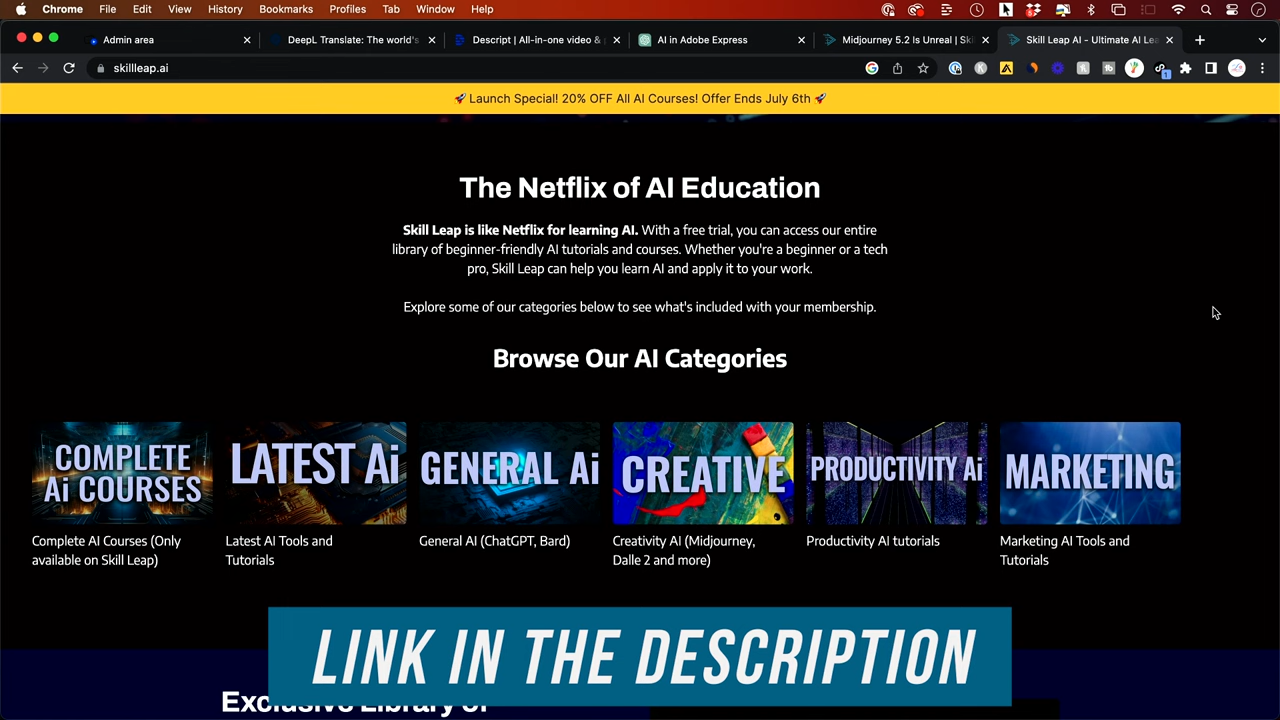 Chrome File Edit View History Bookmarks Profiles Tab Window Help
Admin area
DeepL Translate: The world's
Descript | All-in-one video &
AI in Adobe Express
Midjourney 5.2 Is Unreal | Ski
Skill Leap AI - Ultimate AI Lea
skillleap.ai
🚀 Launch Special! 20% OFF All AI Courses! Offer Ends July 6th 🚀
The Netflix of AI Education
Skill Leap is like Netflix for learning AI. With a free trial, you can access our entire
library of beginner-friendly AI tutorials and courses. Whether you're a beginner or a tech
pro, Skill Leap can help you learn AI and apply it to your work.
Explore some of our categories below to see what's included with your membership.
Browse Our AI Categories
COMPLETE
Ai COURSES
LATEST Ai
GENERAL Ai
CREATIVE
PRODUCTIVITY Ai
MARKETING
Complete AI Courses (Only
available on Skill Leap)
Latest AI Tools and
Tutorials
General AI (ChatGPT, Bard)
Creativity AI (Midjourney,
Dalle 2 and more)
Productivity AI tutorials
Marketing AI Tools and
Tutorials
LINK IN THE DESCRIPTION
Exclusive Library of